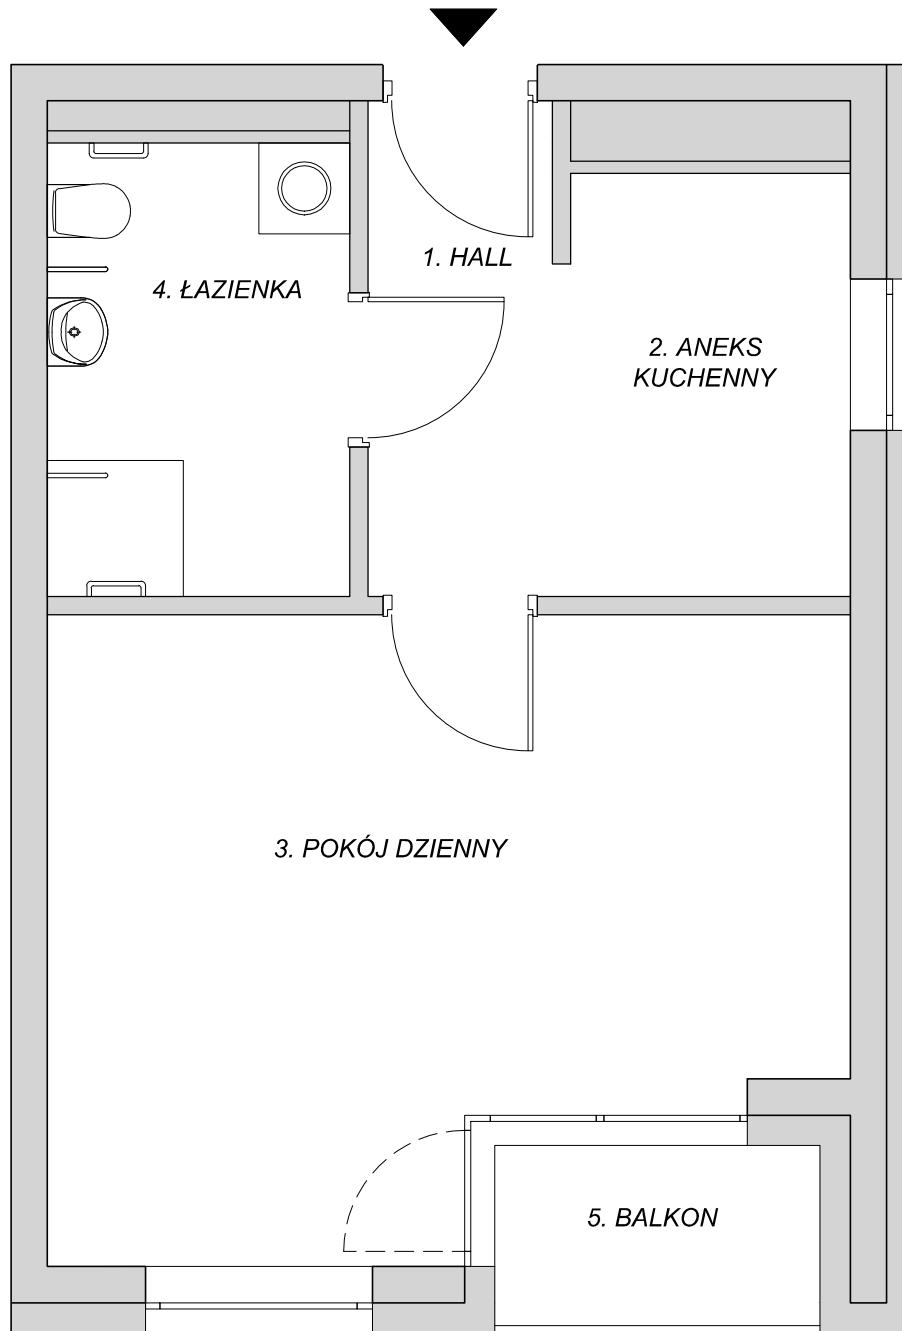 1. HALL
4. ŁAZIENKA
2. ANEKS
KUCHENNY
3. POKÓJ DZIENNY
5. BALKON